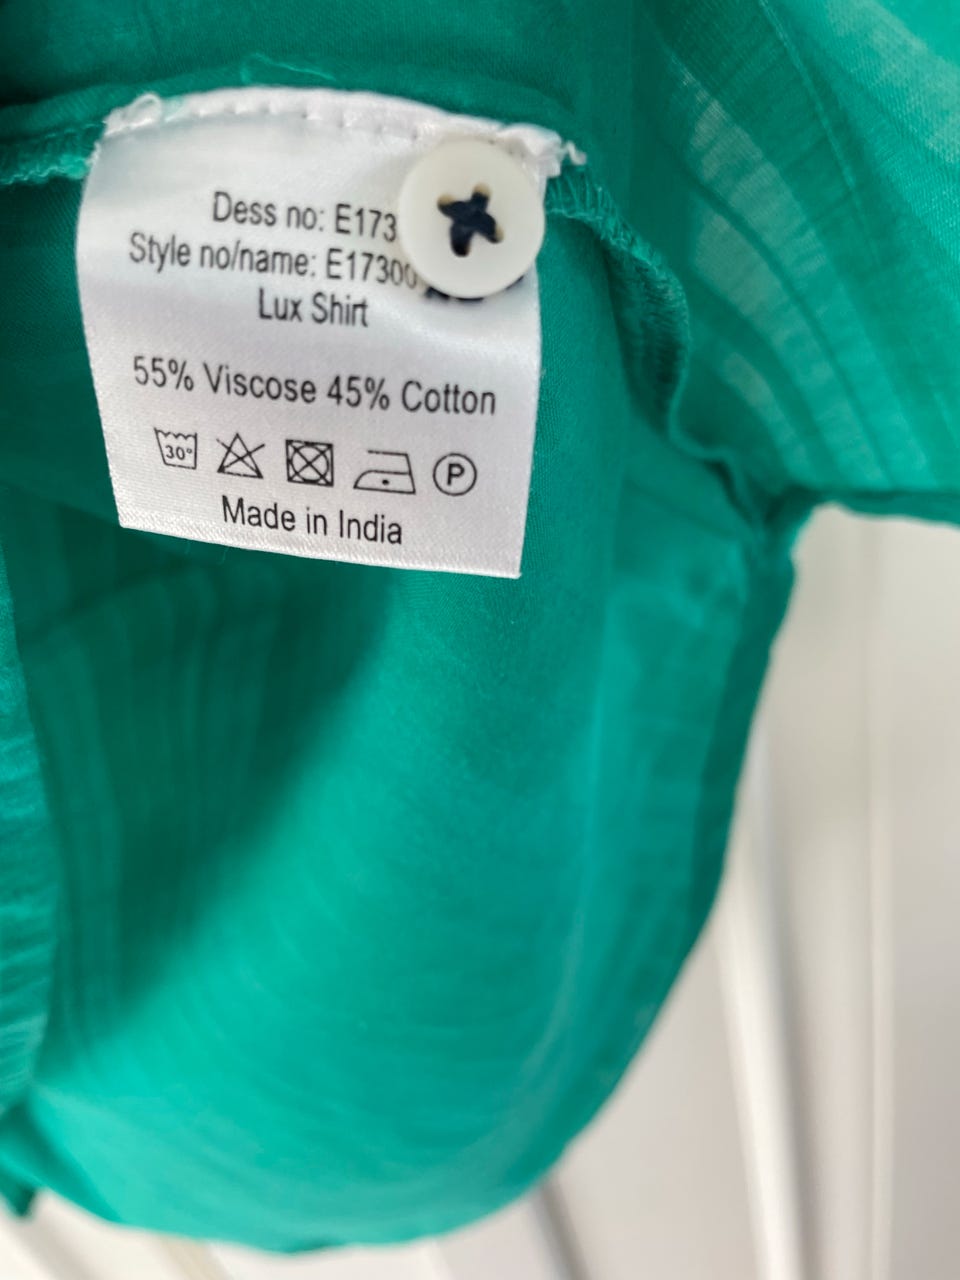 Dess no: E173
Style no/name: E17300
Lux Shirt
55% Viscose 45% Cotton
30°
P
Made in India